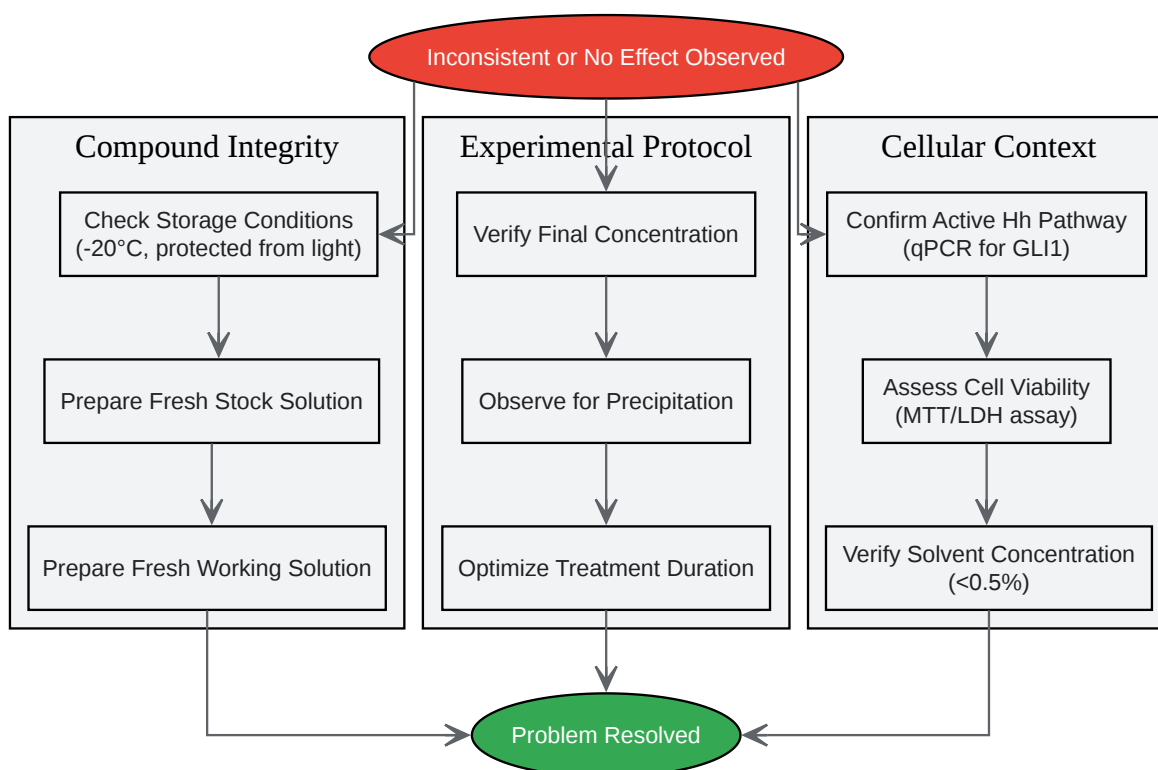 Inconsistent or No Effect Observed
Compound Integrity
Check Storage Conditions
(-20°C, protected from light)
Prepare Fresh Stock Solution
Prepare Fresh Working Solution
Experimental Protocol
Verify Final Concentration
Observe for Precipitation
Optimize Treatment Duration
Cellular Context
Confirm Active Hh Pathway
(qPCR for GLI1)
Assess Cell Viability
(MTT/LDH assay)
Verify Solvent Concentration
(<0.5%)
Problem Resolved